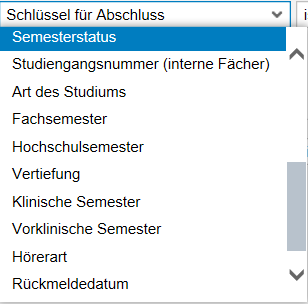 Schlüssel für Abschluss
Semesterstatus
Studiengangsnummer (interne Fächer)
Art des Studiums
Fachsemester
Hochschulsemester
Vertiefung
Klinische Semester
Vorklinische Semester
Hörerart
Rückmeldedatum